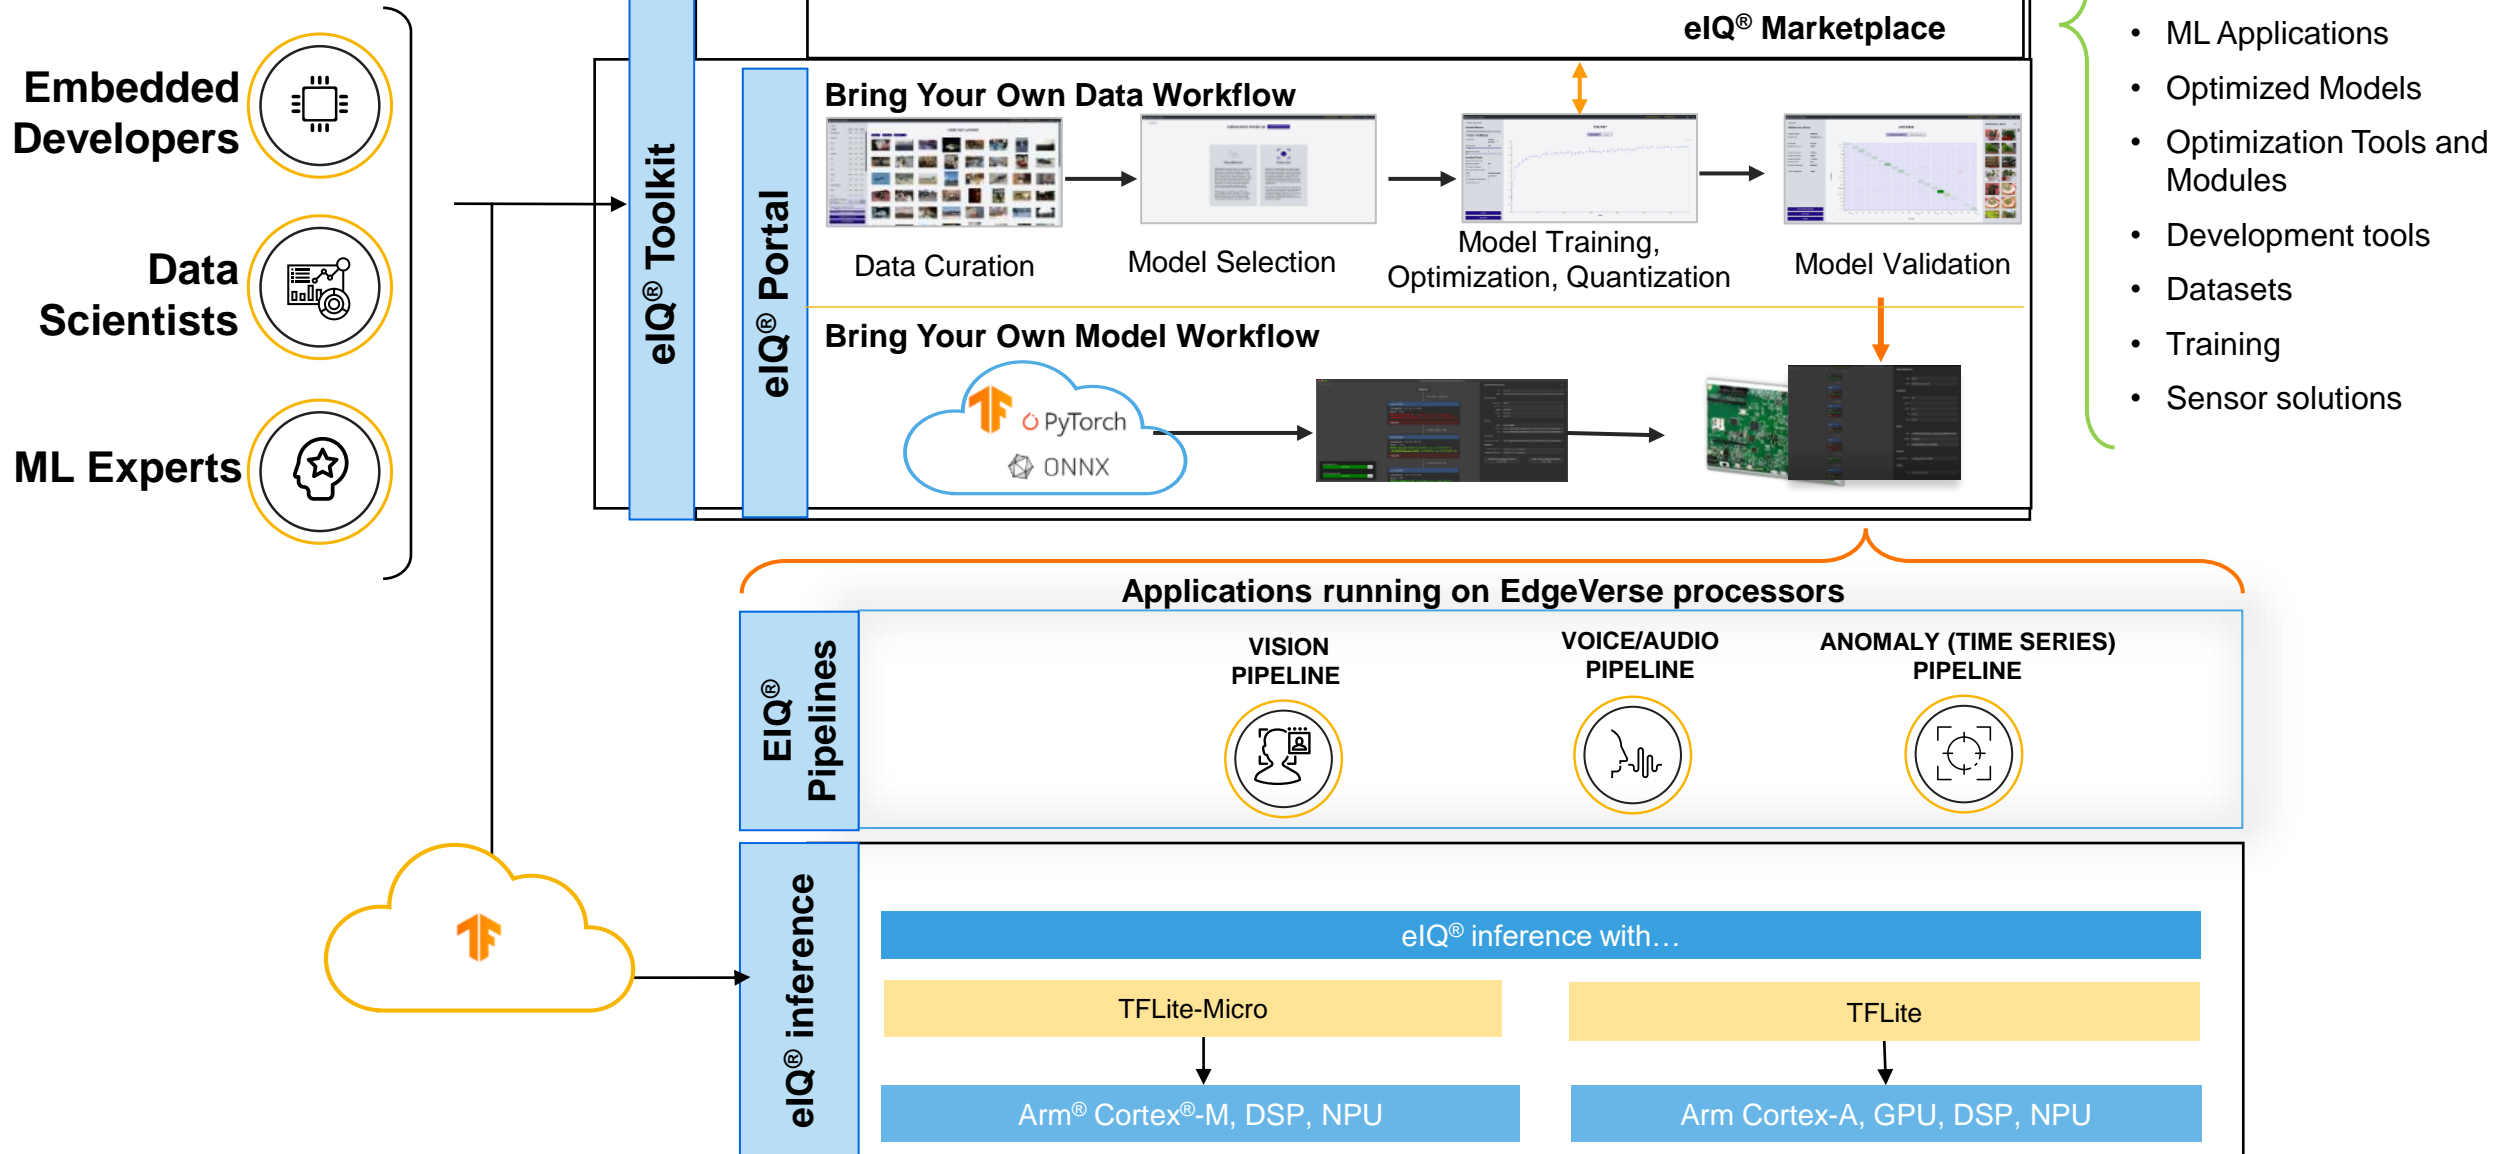 eIQ® Marketplace
Embedded
Developers
Data
Scientists
ML Experts
eIQ® Toolkit
eIQ® Portal
Bring Your Own Data Workflow
Data Curation
Model Selection
Model Training,
Optimization, Quantization
Model Validation
Bring Your Own Model Workflow
PyTorch
ONNX
• ML Applications
• Optimized Models
• Optimization Tools and
Modules
• Development tools
• Datasets
• Training
• Sensor solutions
Applications running on EdgeVerse processors
EIQ®
Pipelines
VISION
PIPELINE
VOICE/AUDIO
PIPELINE
ANOMALY (TIME SERIES)
PIPELINE
eIQ® inference
eIQ® inference with…
TFLite-Micro
TFLite
Arm® Cortex®-M, DSP, NPU
Arm Cortex-A, GPU, DSP, NPU